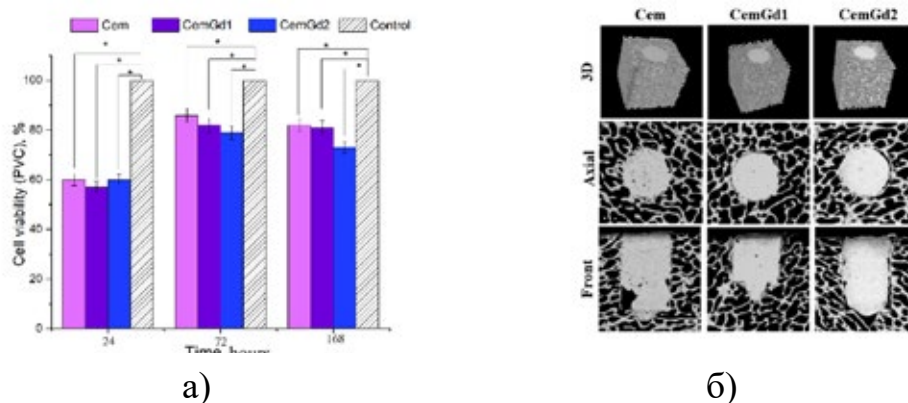 Cem CemGd1 CemGd2 Control
Cell viability (PVC), %
100
80
60
40
20
0
24 72 168
Time, hours
Cem CemGd1 CemGd2
3D
Axial
Front
а) б)